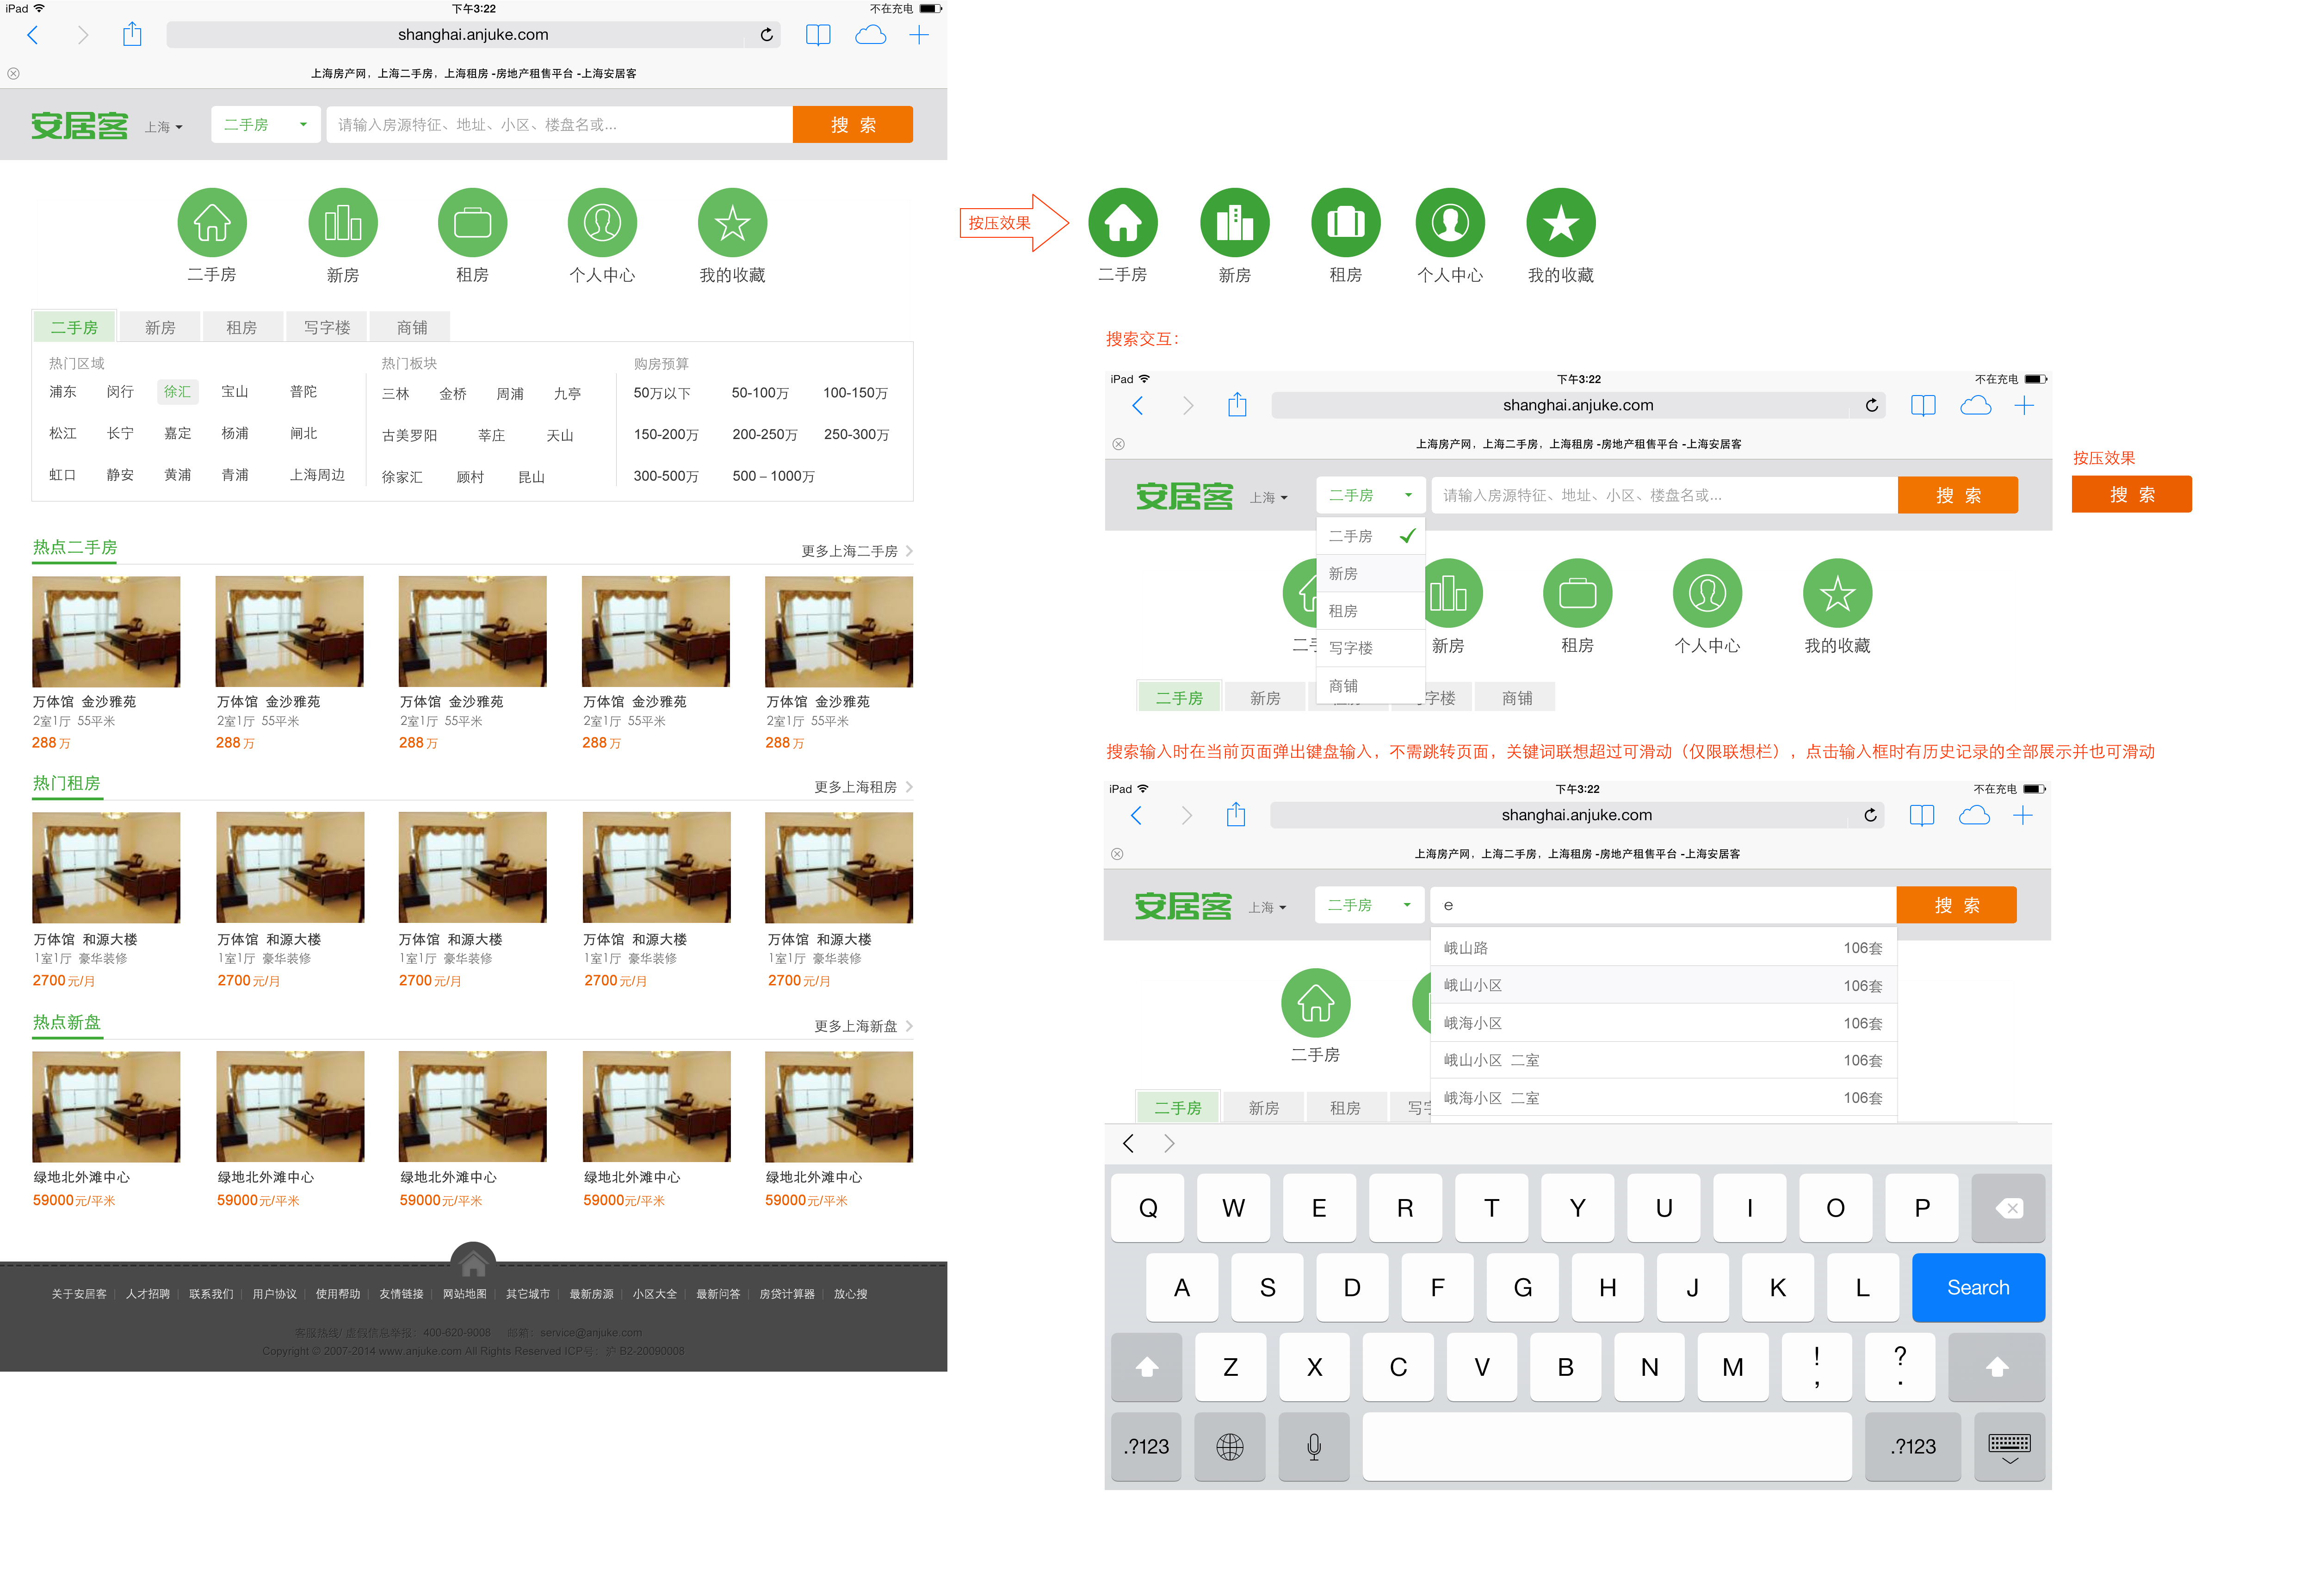 iPad 下午3:22 不在充电
shanghai.anjuke.com
上海房产网，上海二手房，上海租房 -房地产租售平台 -上海安居客
安居客 上海 二手房 请输入房源特征、地址、小区、楼盘名或... 搜 索
二手房 新房 租房 个人中心 我的收藏
二手房 新房 租房 写字楼 商铺
热门区域 热门板块 购房预算
浦东 闵行 徐汇 宝山 普陀 三林 金桥 周浦 九亭 50万以下 50-100万 100-150万
松江 长宁 嘉定 杨浦 闸北 古美罗阳 莘庄 天山 150-200万 200-250万 250-300万
虹口 静安 黄浦 青浦 上海周边 徐家汇 顾村 昆山 300-500万 500 – 1000万
热点二手房 更多上海二手房
万体馆 金沙雅苑 万体馆 金沙雅苑 万体馆 金沙雅苑 万体馆 金沙雅苑 万体馆 金沙雅苑
2室1厅 55平米 2室1厅 55平米 2室1厅 55平米 2室1厅 55平米 2室1厅 55平米
288 万 288 万 288 万 288 万 288 万
热门租房 更多上海租房
万体馆 和源大楼 万体馆 和源大楼 万体馆 和源大楼 万体馆 和源大楼 万体馆 和源大楼
1室1厅 豪华装修 1室1厅 豪华装修 1室1厅 豪华装修 1室1厅 豪华装修 1室1厅 豪华装修
2700 元/月 2700 元/月 2700 元/月 2700 元/月 2700 元/月
热点新盘 更多上海新盘
绿地北外滩中心 绿地北外滩中心 绿地北外滩中心 绿地北外滩中心 绿地北外滩中心
59000元/平米 59000元/平米 59000元/平米 59000元/平米 59000元/平米
关于安居客 | 人才招聘 | 联系我们 | 用户协议 | 使用帮助 | 友情链接 | 网站地图 | 其它城市 | 最新房源 | 小区大全 | 最新问答 | 房贷计算器 | 放心搜
客服热线/ 虚假信息举报：400-620-9008 邮箱：service@anjuke.com
Copyright © 2007-2014 www.anjuke.com All Rights Reserved ICP号：沪 B2-20090008
按压效果
二手房 新房 租房 个人中心 我的收藏
搜索交互：
iPad 下午3:22 不在充电
shanghai.anjuke.com
上海房产网，上海二手房，上海租房 -房地产租售平台 -上海安居客
安居客 上海 二手房 请输入房源特征、地址、小区、楼盘名或... 搜 索
按压效果
搜 索
二手房
新房
租房
写字楼
商铺
二手 新房 租房 个人中心 我的收藏
二手房 新房 字楼 商铺
搜索输入时在当前页面弹出键盘输入，不需跳转页面，关键词联想超过可滑动（仅限联想栏），点击输入框时有历史记录的全部展示并也可滑动
iPad 下午3:22 不在充电
shanghai.anjuke.com
上海房产网，上海二手房，上海租房 -房地产租售平台 -上海安居客
安居客 上海 二手房 e 搜 索
峨山路 106套
峨山小区 106套
峨海小区 106套
峨山小区 二室 106套
峨海小区 二室 106套
二手房
二手房 新房 租房 写字
Q W E R T Y U I O P
A S D F G H J K L Search
Z X C V B N M ! , ? .
.?123 .?123